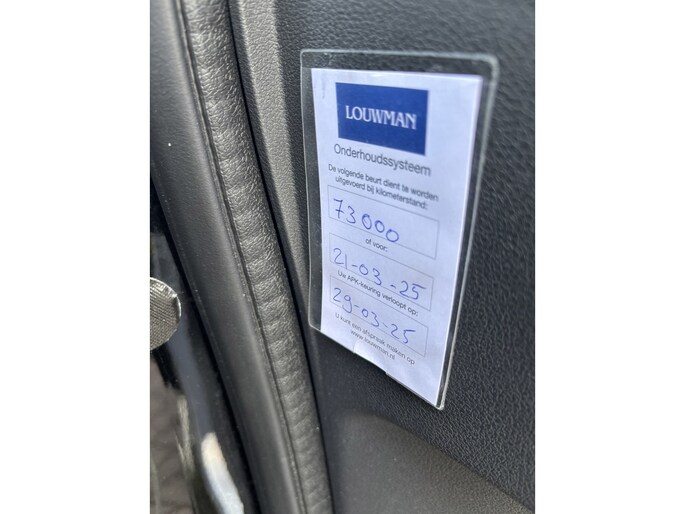 LOUWMAN
Onderhoudssysteem
De volgende beurt dient te worden
uitgevoerd bij kilometerstand:
73000
of voor:
21-03-25
Uw APK-keuring verloopt op:
29-03-25
U kunt een afspraak maken op
www.louwman.nl